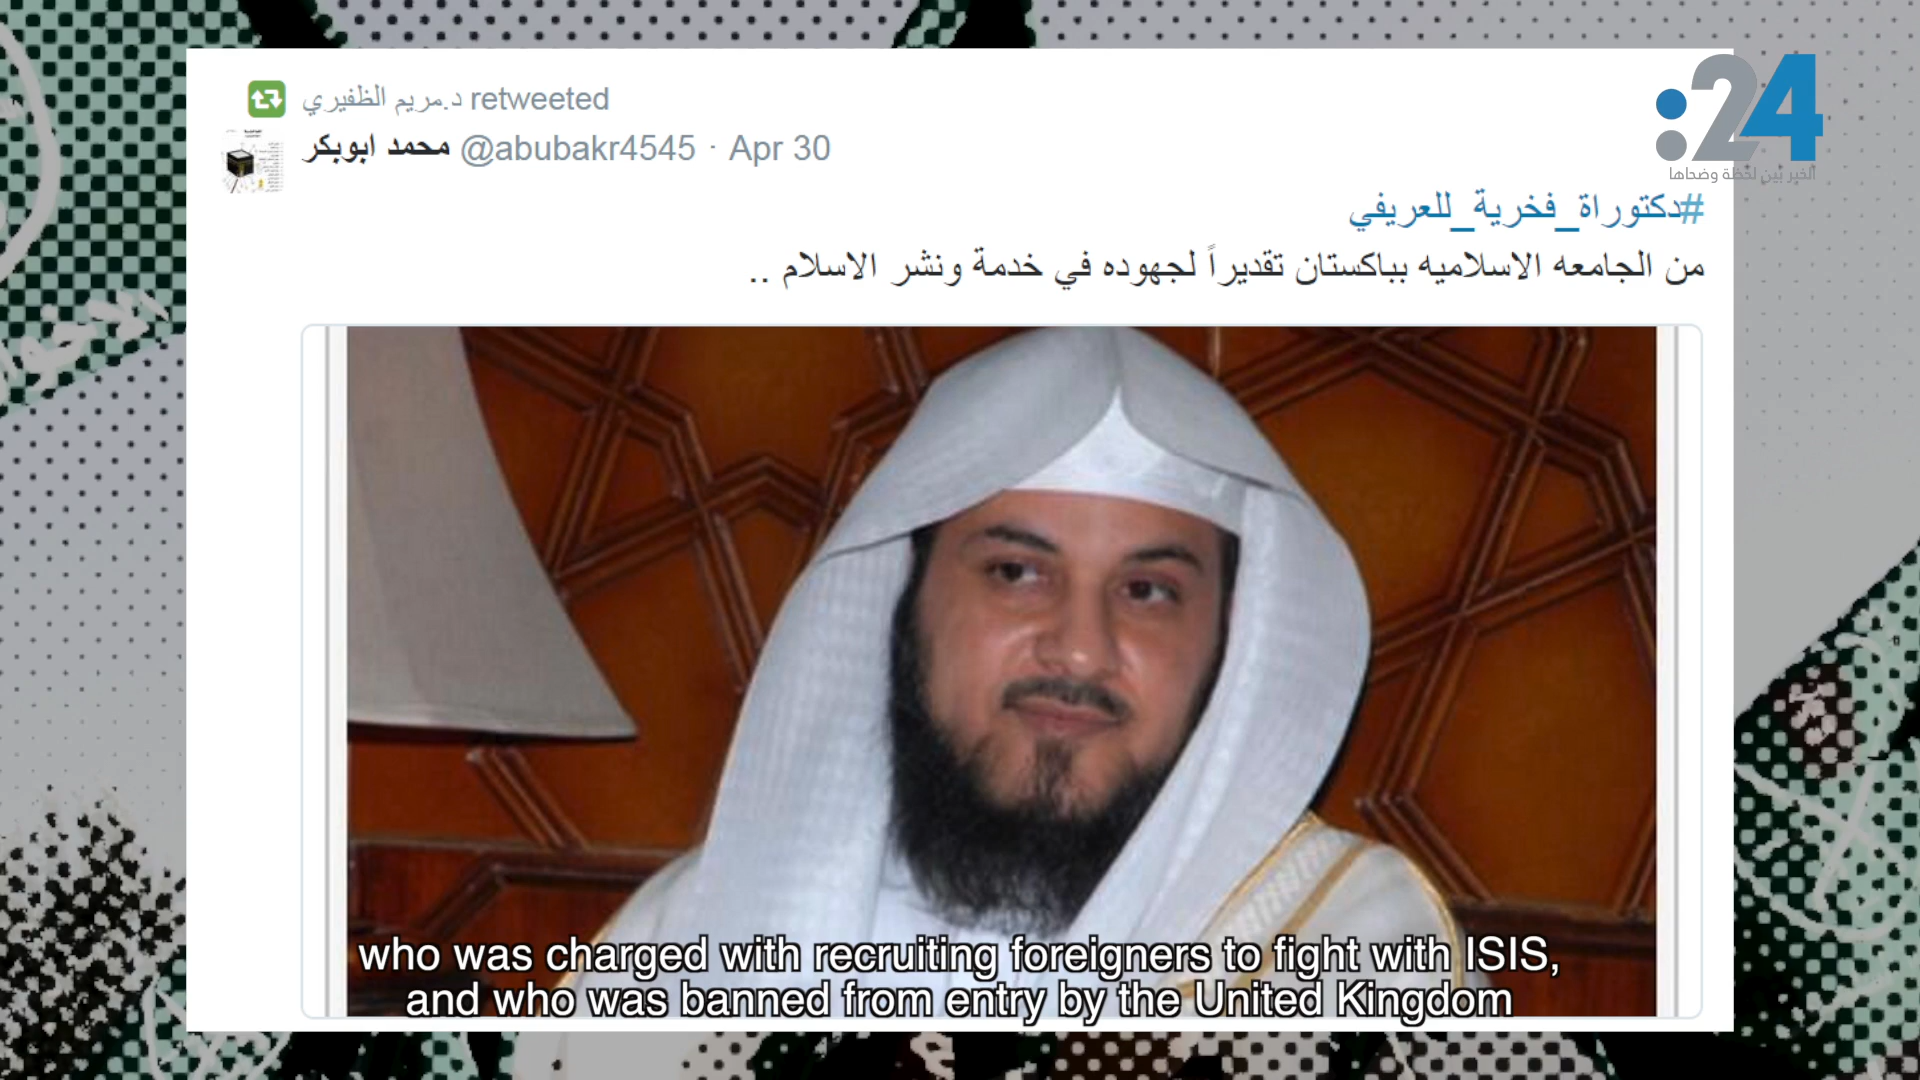 د.مريم الظفيري retweeted
محمد ابوبكر @abubakr4545 · Apr 30
:24
الخبر بين لحظة وضحاها
#دكتوراة_فخرية_للعريفي
من الجامعه الاسلاميه بباكستان تقديراً لجهوده في خدمة ونشر الاسلام ..
who was charged with recruiting foreigners to fight with ISIS,
and who was banned from entry by the United Kingdom